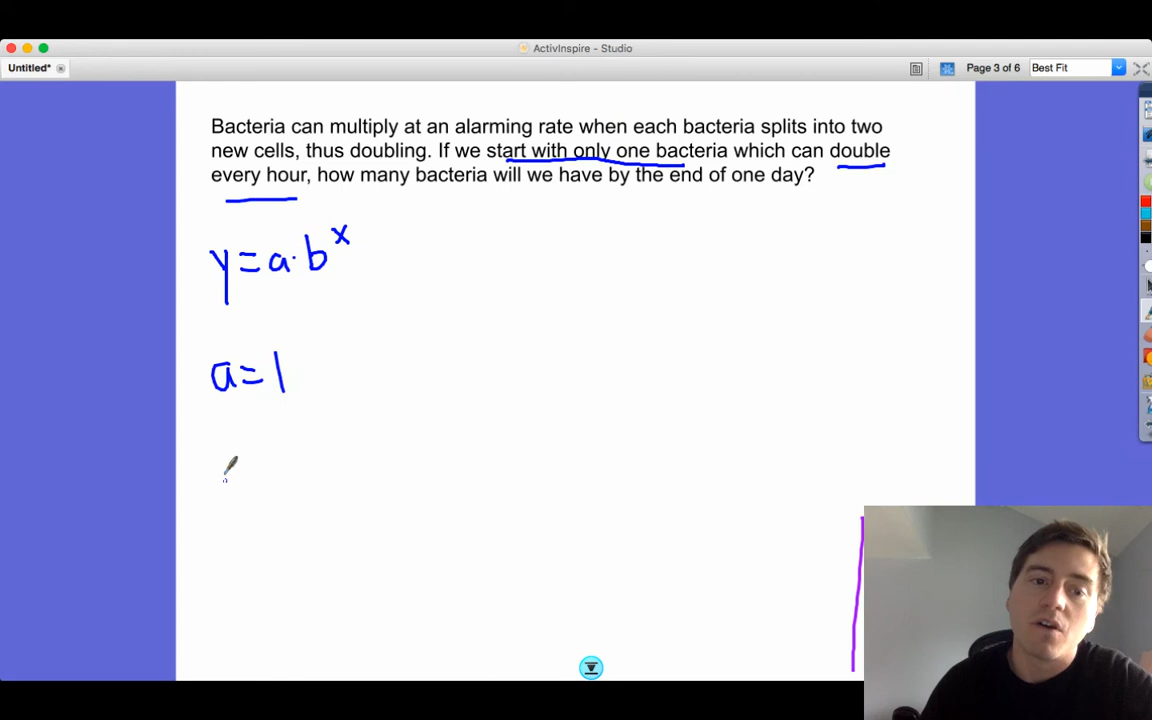 ActivInspire - Studio
Untitled*
Page 3 of 6
Best Fit
Bacteria can multiply at an alarming rate when each bacteria splits into two
new cells, thus doubling. If we start with only one bacteria which can double
every hour, how many bacteria will we have by the end of one day?
y=a·bˣ
a=1